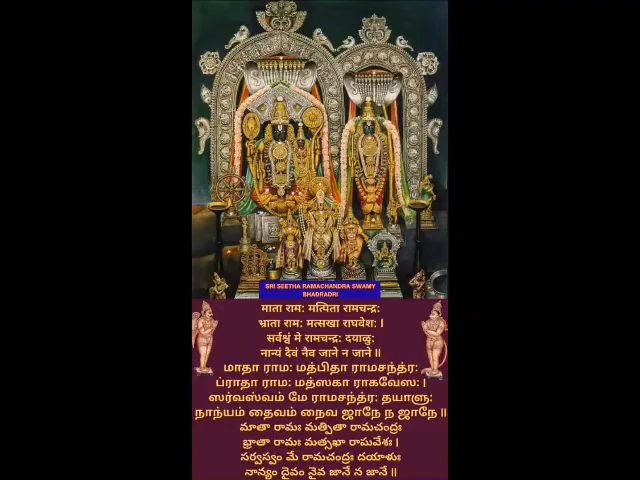 SRI SEETHA RAMACHANDRA SWAMY
BHADRADRI
माता राम: मत्पिता रामचन्द्र:
भ्राता राम: मत्सखा राघवेश: ।
सर्वश्वं मे रामचन्द्र: दयाळु:
नान्यं दैवं नैव जाने न जाने ॥
மாதா ராம: மத்பிதா ராமசந்த்ர:
ப்ராதா ராம: மத்ஸகா ராகவேஸ: ।
ஸர்வஸ்வம் மே ராமசந்த்ர: தயாளு:
நாந்யம் தைவம் நைவ ஜாநே ந ஜாநே ॥
మాతా రామః మత్పితా రామచంద్రః
భ్రాతా రామః మత్సఖా రాఘవేశః ।
సర్వస్వం మే రామచంద్రః దయాళుః
నాన్యం దైవం నైవ జానే న జానే ॥